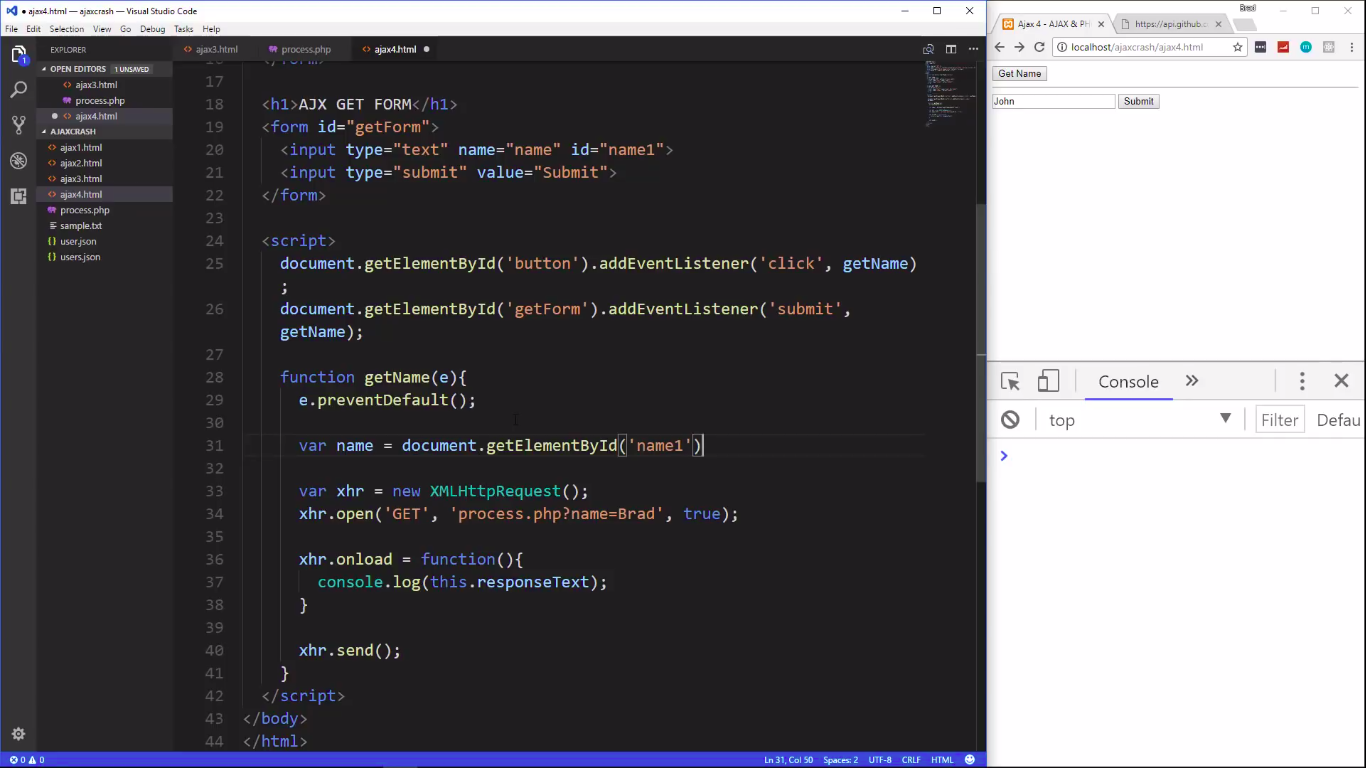 ajax4.html — ajaxcrash — Visual Studio Code
File Edit Selection View Go Debug Tasks Help
EXPLORER
OPEN EDITORS 1 UNSAVED
ajax3.html
process.php
ajax4.html
AJAXCRASH
ajax1.html
ajax2.html
ajax3.html
ajax4.html
process.php
sample.txt
user.json
users.json
1
ajax3.html process.php ajax4.html
16 </form>
17
18 <h1>AJX GET FORM</h1>
19 <form id="getForm">
20 <input type="text" name="name" id="name1">
21 <input type="submit" value="Submit">
22 </form>
23
24 <script>
25 document.getElementById('button').addEventListener('click', getName)
;
26 document.getElementById('getForm').addEventListener('submit',
getName);
27
28 function getName(e){
29 e.preventDefault();
30
31 var name = document.getElementById('name1')
32
33 var xhr = new XMLHttpRequest();
34 xhr.open('GET', 'process.php?name=Brad', true);
35
36 xhr.onload = function(){
37 console.log(this.responseText);
38 }
39
40 xhr.send();
41 }
42 </script>
43 </body>
44 </html>
0 0
Ln 31, Col 50 Spaces: 2 UTF-8 CRLF HTML
Brad
Ajax 4 - AJAX & PH
https://api.github.c
localhost/ajaxcrash/ajax4.html
Get Name
John Submit
Console
top Filter Defau